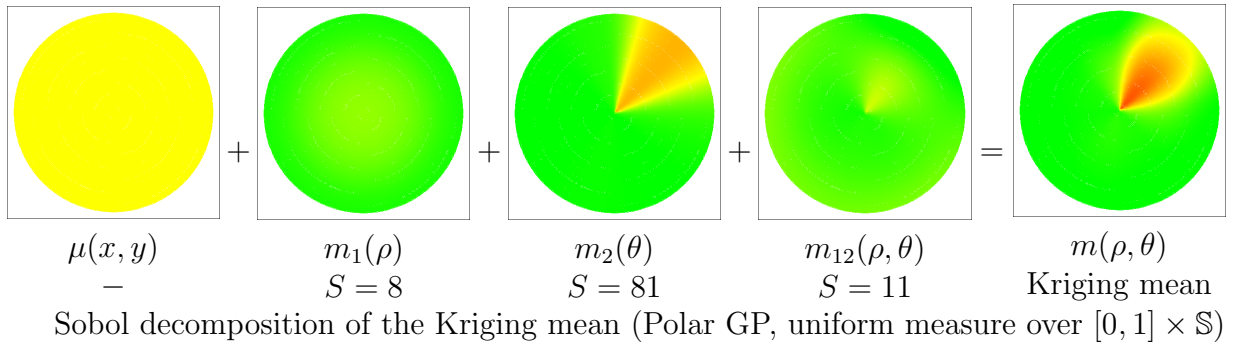 + + + =
μ(x, y) m₁(ρ) m₂(θ) m₁₂(ρ, θ) m(ρ, θ)
− S = 8 S = 81 S = 11 Kriging mean
Sobol decomposition of the Kriging mean (Polar GP, uniform measure over [0, 1] × 𝕊)